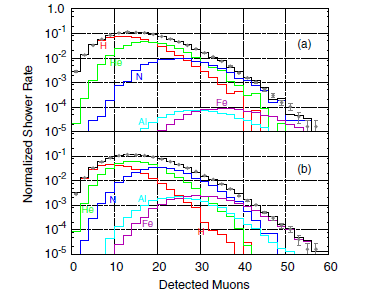 1.0
10-1
10-2
10-3
10-4
10-5
10-1
10-2
10-3
10-4
10-5
Normalized Shower Rate
(a)
H
He
N
Fe
Al
(b)
Al
N
He
Fe
H
0 10 20 30 40 50 60
Detected Muons